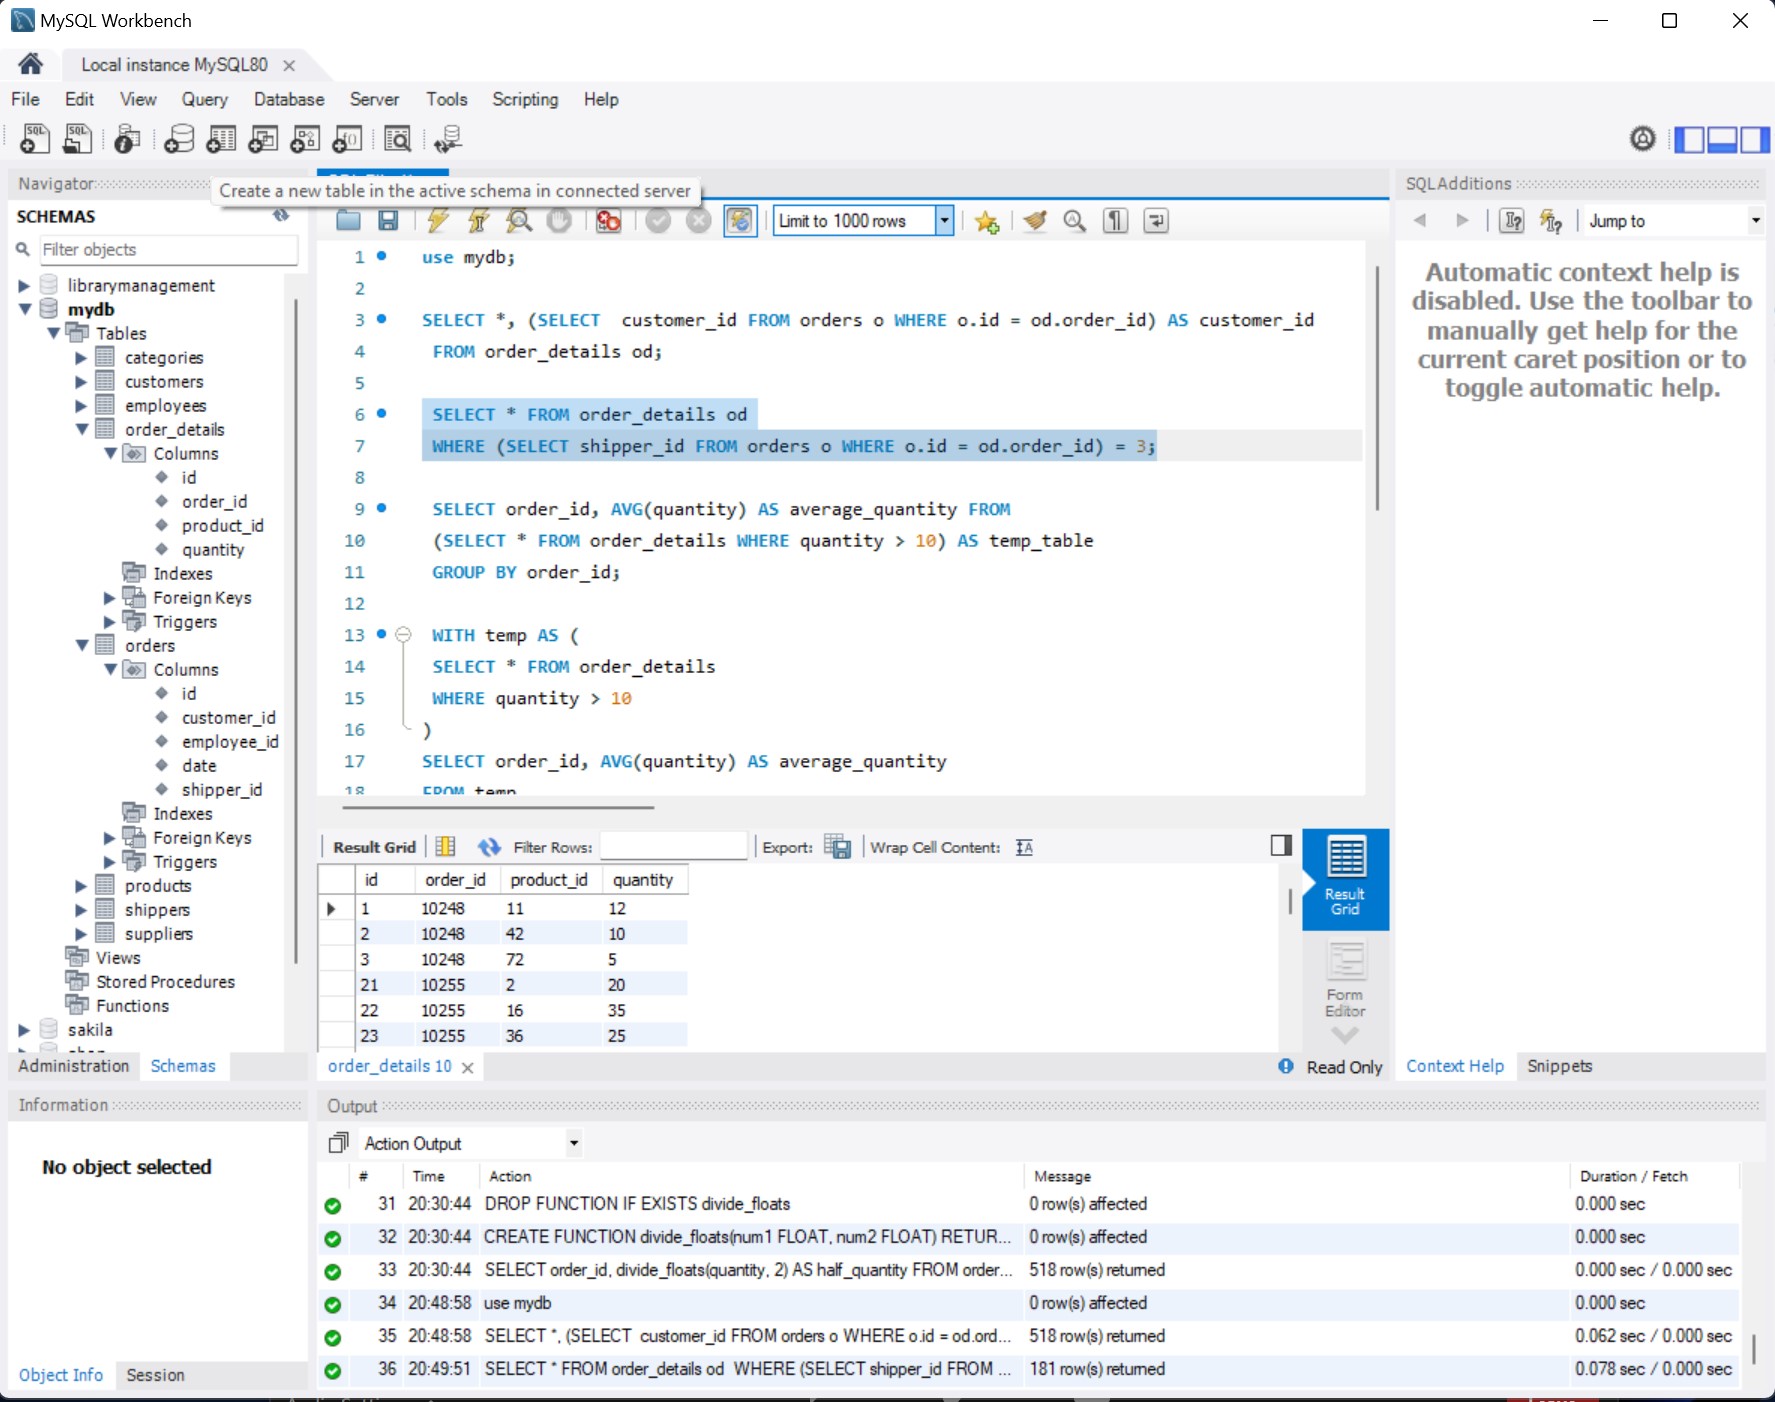 MySQL Workbench
Local instance MySQL80
File Edit View Query Database Server Tools Scripting Help
Navigator
Create a new table in the active schema in connected server
SCHEMAS
Filter objects
librarymanagement
mydb
Tables
categories
customers
employees
order_details
Columns
id
order_id
product_id
quantity
Indexes
Foreign Keys
Triggers
orders
Columns
id
customer_id
employee_id
date
shipper_id
Indexes
Foreign Keys
Triggers
products
shippers
suppliers
Views
Stored Procedures
Functions
sakila
Administration Schemas
Information
No object selected
Object Info Session
Limit to 1000 rows
1 use mydb;
2
3 SELECT *, (SELECT  customer_id FROM orders o WHERE o.id = od.order_id) AS customer_id
4 FROM order_details od;
5
6 SELECT * FROM order_details od
7 WHERE (SELECT shipper_id FROM orders o WHERE o.id = od.order_id) = 3;
8
9 SELECT order_id, AVG(quantity) AS average_quantity FROM
10 (SELECT * FROM order_details WHERE quantity > 10) AS temp_table
11 GROUP BY order_id;
12
13 WITH temp AS (
14 SELECT * FROM order_details
15 WHERE quantity > 10
16 )
17 SELECT order_id, AVG(quantity) AS average_quantity
18 FROM temp
Result Grid Filter Rows: Export: Wrap Cell Content:
id order_id product_id quantity
1 10248 11 12
2 10248 42 10
3 10248 72 5
21 10255 2 20
22 10255 16 35
23 10255 36 25
Result Grid
Form Editor
order_details 10 Read Only
SQLAdditions
Jump to
Automatic context help is
disabled. Use the toolbar to
manually get help for the
current caret position or to
toggle automatic help.
Context Help Snippets
Output
Action Output
# Time Action Message Duration / Fetch
31 20:30:44 DROP FUNCTION IF EXISTS divide_floats 0 row(s) affected 0.000 sec
32 20:30:44 CREATE FUNCTION divide_floats(num1 FLOAT, num2 FLOAT) RETUR... 0 row(s) affected 0.000 sec
33 20:30:44 SELECT order_id, divide_floats(quantity, 2) AS half_quantity FROM order... 518 row(s) returned 0.000 sec / 0.000 sec
34 20:48:58 use mydb 0 row(s) affected 0.000 sec
35 20:48:58 SELECT *, (SELECT  customer_id FROM orders o WHERE o.id = od.ord... 518 row(s) returned 0.062 sec / 0.000 sec
36 20:49:51 SELECT * FROM order_details od  WHERE (SELECT shipper_id FROM ... 181 row(s) returned 0.078 sec / 0.000 sec